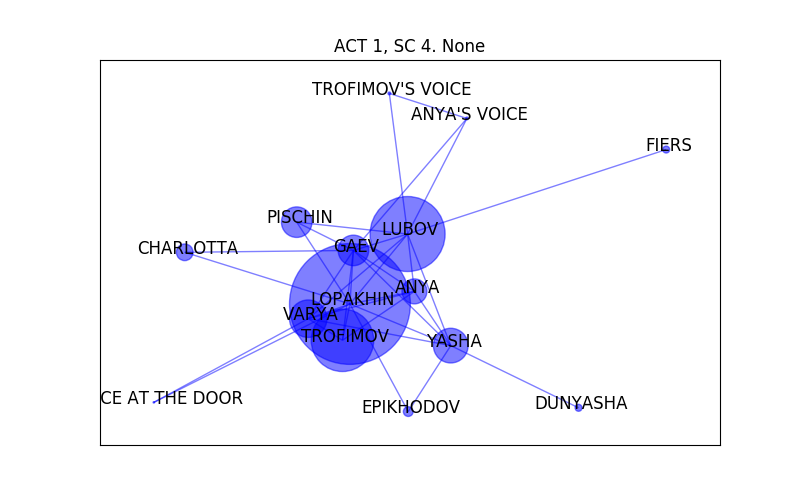 ACT 1, SC 4. None
TROFIMOV'S VOICE
ANYA'S VOICE
FIERS
PISCHIN
LUBOV
CHARLOTTA
GAEV
ANYA
LOPAKHIN
VARYA
TROFIMOV
YASHA
CE AT THE DOOR
EPIKHODOV
DUNYASHA